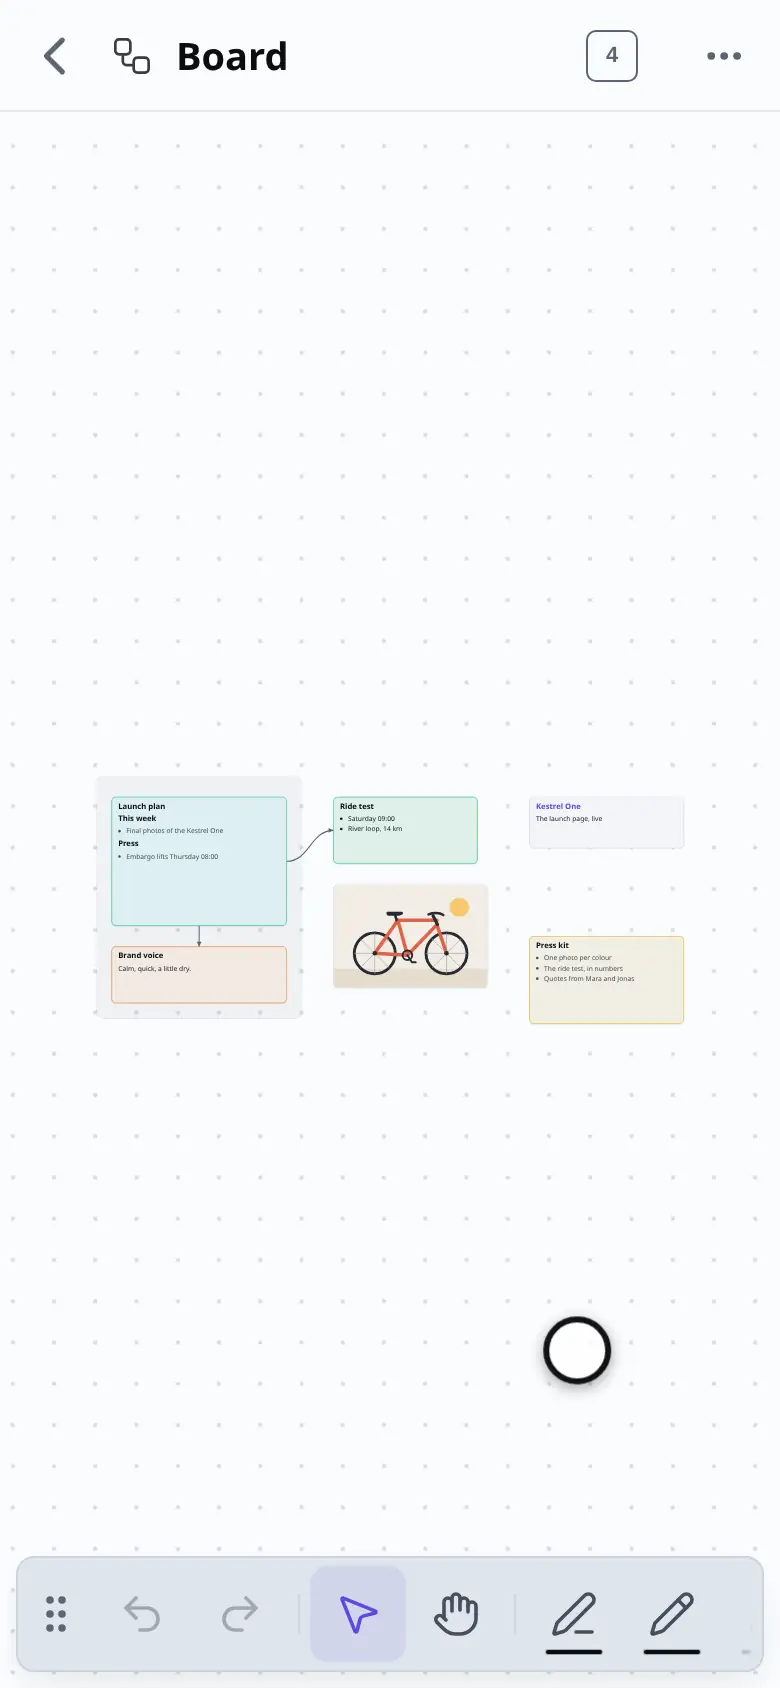 Board
4
Launch plan
This week
Final photos of the Kestrel One
Press
Embargo lifts Thursday 08:00
Brand voice
Calm, quick, a little dry.
Ride test
Saturday 09:00
River loop, 14 km
Kestrel One
The launch page, live
Press kit
One photo per colour
The ride test, in numbers
Quotes from Mara and Jonas